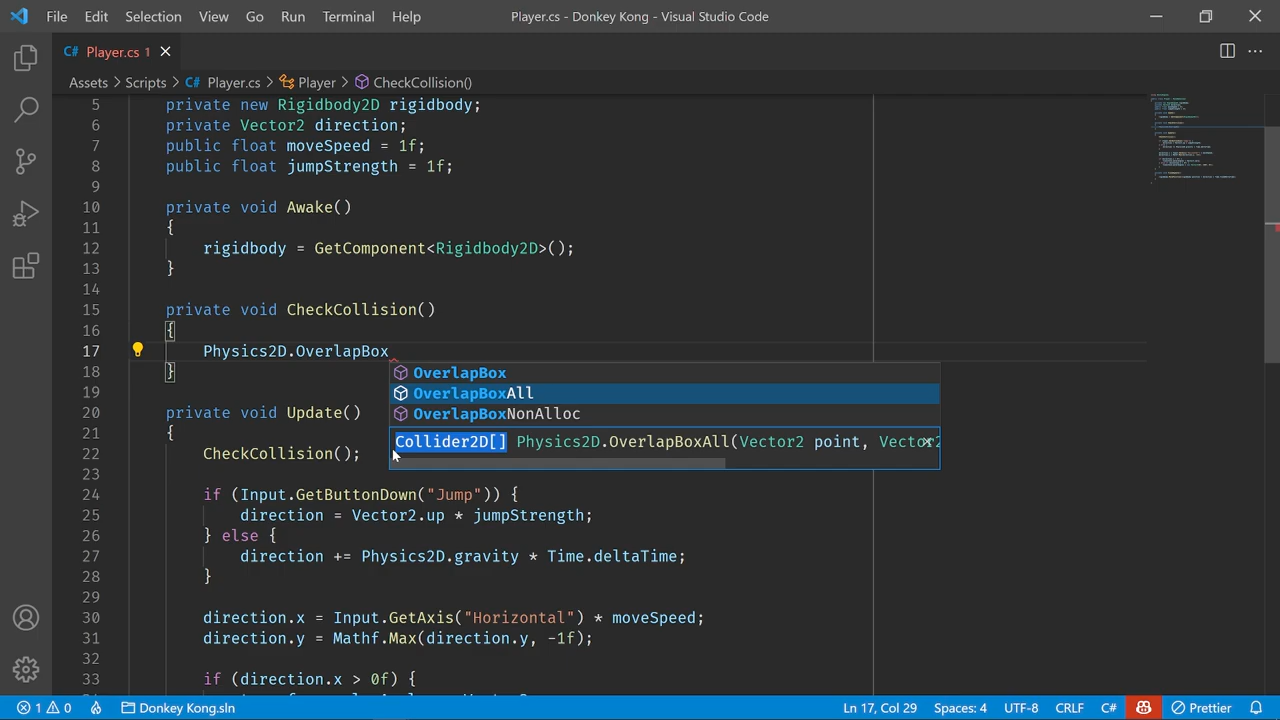 File Edit Selection View Go Run Terminal Help Player.cs - Donkey Kong - Visual Studio Code
C# Player.cs 1
Assets > Scripts > C# Player.cs > Player > CheckCollision()
5 private new Rigidbody2D rigidbody;
6 private Vector2 direction;
7 public float moveSpeed = 1f;
8 public float jumpStrength = 1f;
9
10 private void Awake()
11 {
12 rigidbody = GetComponent<Rigidbody2D>();
13 }
14
15 private void CheckCollision()
16 {
17 Physics2D.OverlapBox
18 }
OverlapBox
OverlapBoxAll
OverlapBoxNonAlloc
Collider2D[] Physics2D.OverlapBoxAll(Vector2 point, Vector2
19
20 private void Update()
21 {
22 CheckCollision();
23
24 if (Input.GetButtonDown("Jump")) {
25 direction = Vector2.up * jumpStrength;
26 } else {
27 direction += Physics2D.gravity * Time.deltaTime;
28 }
29
30 direction.x = Input.GetAxis("Horizontal") * moveSpeed;
31 direction.y = Mathf.Max(direction.y, -1f);
32
33 if (direction.x > 0f) {
1 0 Donkey Kong.sln Ln 17, Col 29 Spaces: 4 UTF-8 CRLF C# Prettier